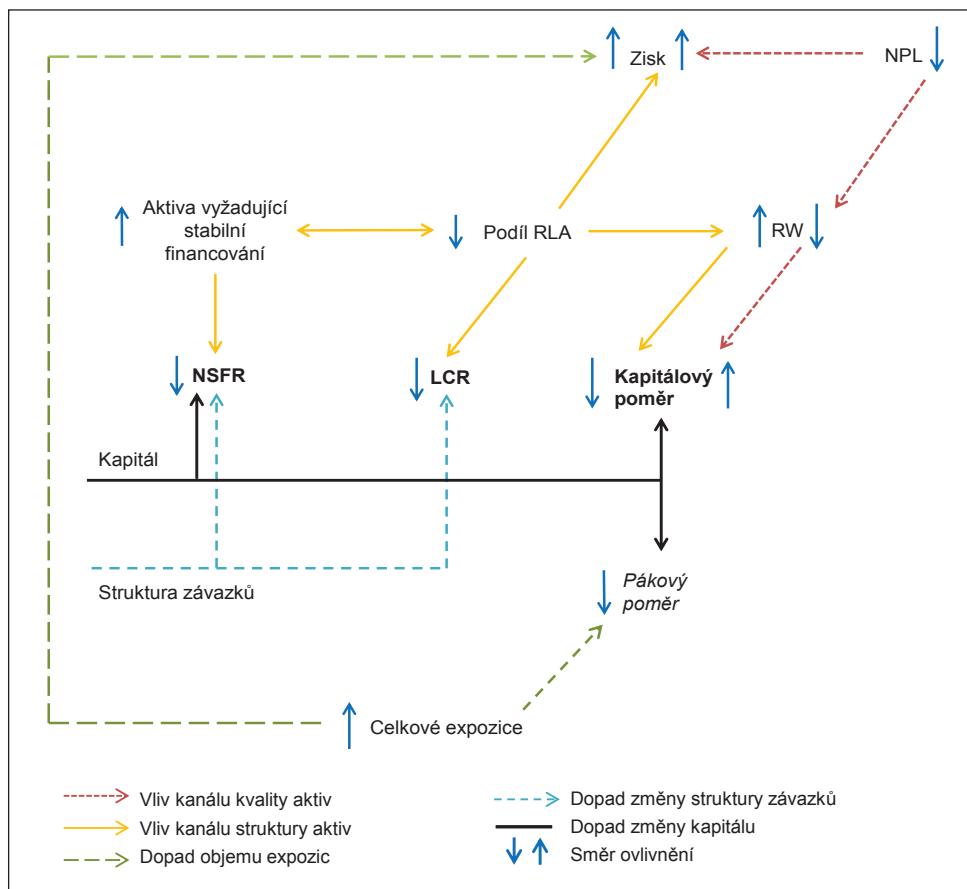 Zisk
NPL
Aktiva vyžadující
stabilní
financování
Podíl RLA
RW
NSFR
LCR
Kapitálový
poměr
Kapitál
Struktura závazků
Pákový
poměr
Celkové expozice
Vliv kanálu kvality aktiv
Vliv kanálu struktury aktiv
Dopad objemu expozic
Dopad změny struktury závazků
Dopad změny kapitálu
Směr ovlivnění